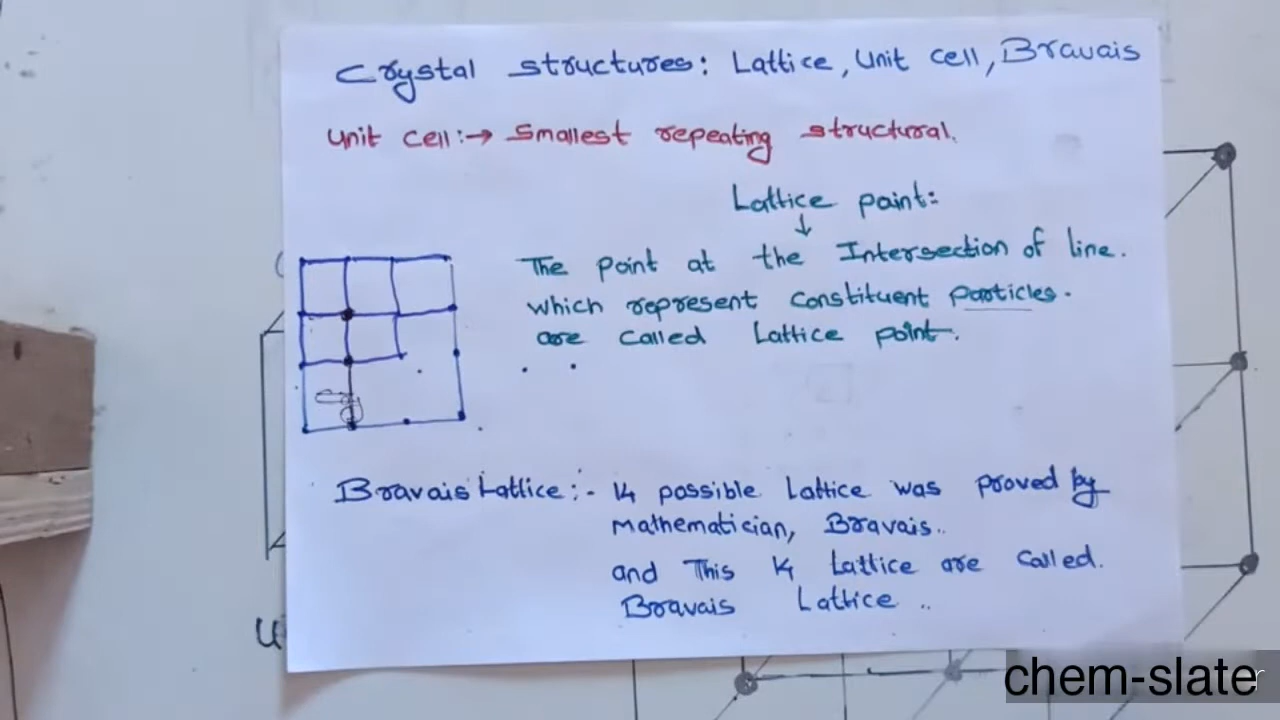 Crystal structures: Lattice, Unit cell, Bravais
Unit cell:→ Smallest repeating structural.
Lattice point:
↓
The point at the Intersection of line.
which represent constituent particles.
are called Lattice point.
Bravais Lattice:- 14 possible Lattice was proved by
Mathematician, Bravais..
and This 14 Lattice are called.
Bravais Lattice ..
U
chem-slate